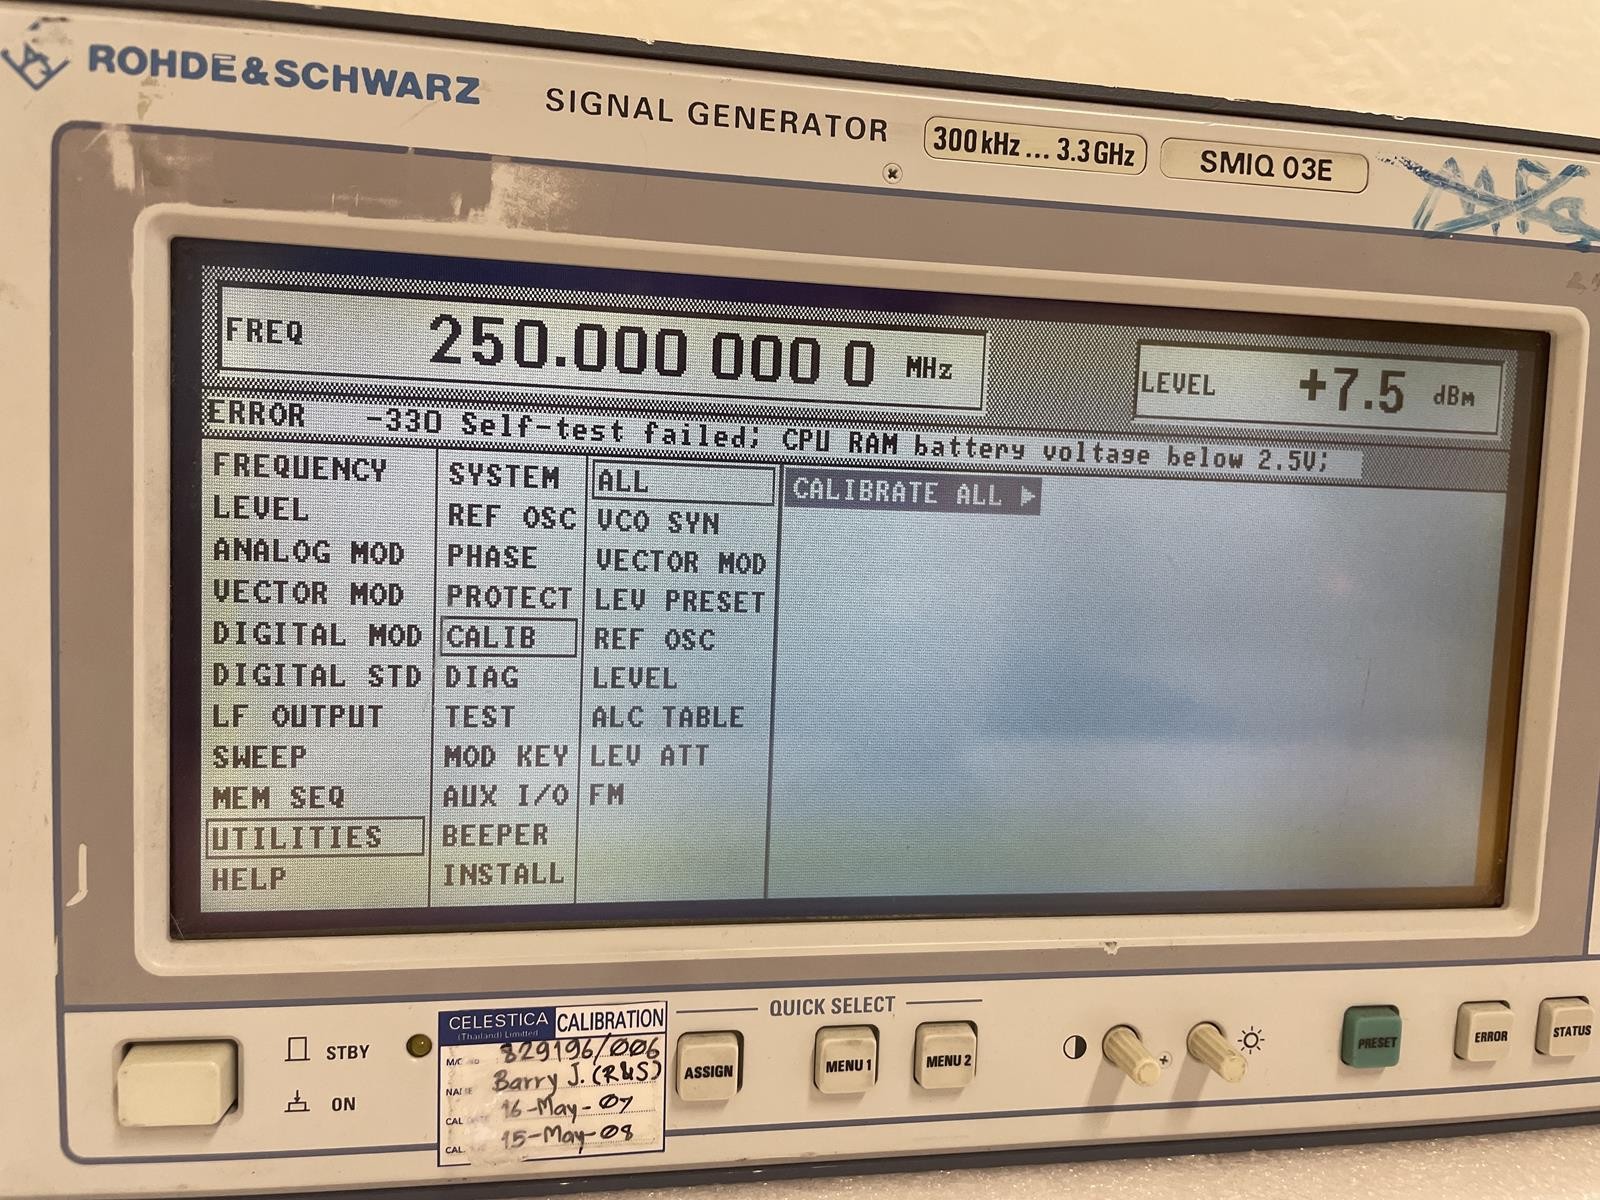 ROHDE&SCHWARZ
SIGNAL GENERATOR
300 kHz ... 3.3 GHz
SMIQ 03E
FREQ 250.000 000 0 MHz
LEVEL +7.5 dBm
ERROR -330 Self-test failed; CPU RAM battery voltage below 2.5V;
FREQUENCY SYSTEM ALL CALIBRATE ALL ▶
LEVEL REF OSC VCO SYN
ANALOG MOD PHASE VECTOR MOD
VECTOR MOD PROTECT LEV PRESET
DIGITAL MOD CALIB REF OSC
DIGITAL STD DIAG LEVEL
LF OUTPUT TEST ALC TABLE
SWEEP MOD KEY LEV ATT
MEM SEQ AUX I/O FM
UTILITIES BEEPER
HELP INSTALL
STBY
ON
CELESTICA CALIBRATION
(Thailand) Limited
829196/006
Barry J. (R&S)
CAL 16-May-07
CAL. 15-May-08
QUICK SELECT
ASSIGN
MENU 1
MENU 2
PRESET
ERROR
STATUS